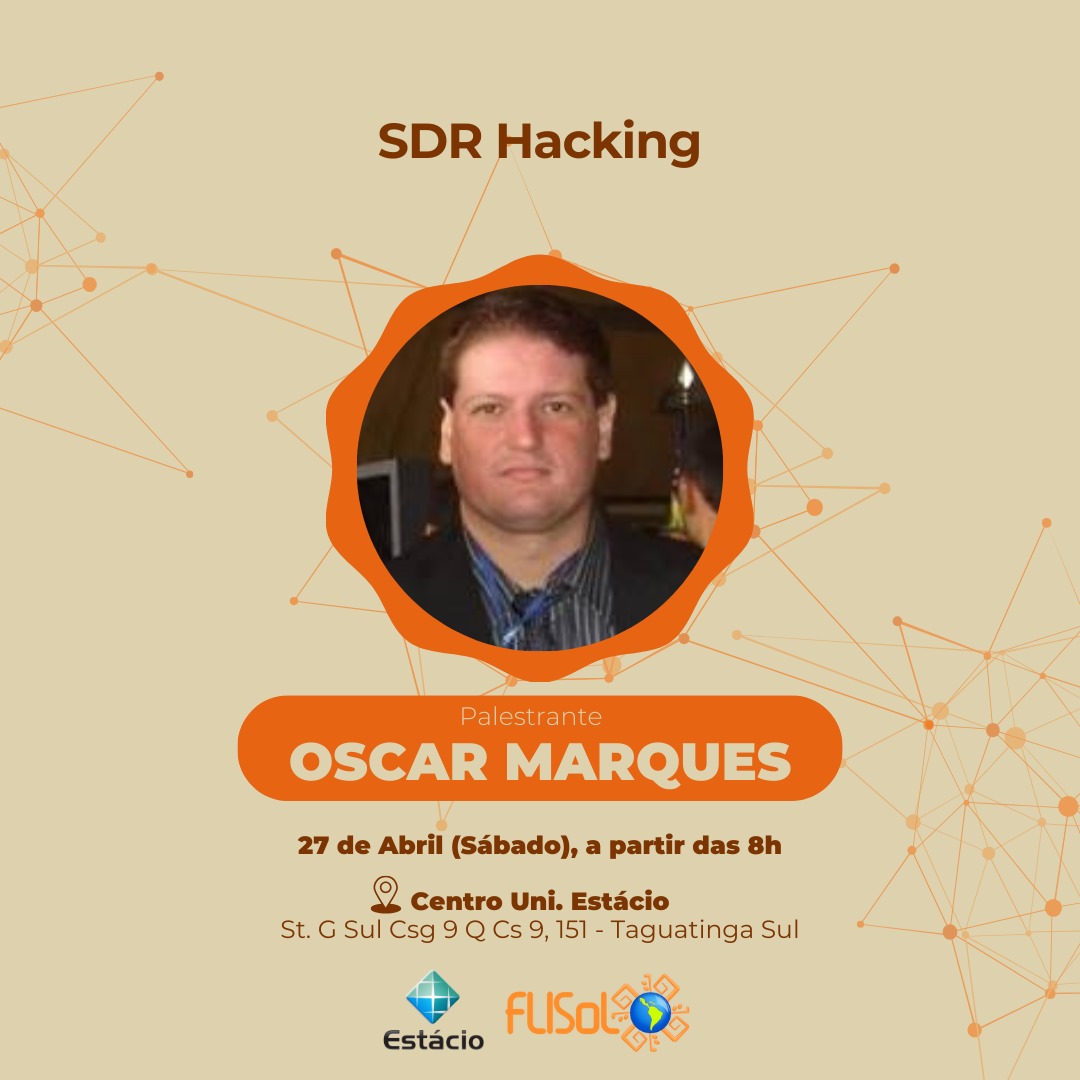 SDR Hacking
Palestrante
OSCAR MARQUES
27 de Abril (Sábado), a partir das 8h
Centro Uni. Estácio
St. G Sul Csg 9 Q Cs 9, 151 - Taguatinga Sul
Estácio
FLISol